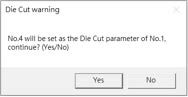 Die Cut warning
No.4 will be set as the Die Cut parameter of No.1,
continue? (Yes/No)
Yes
No